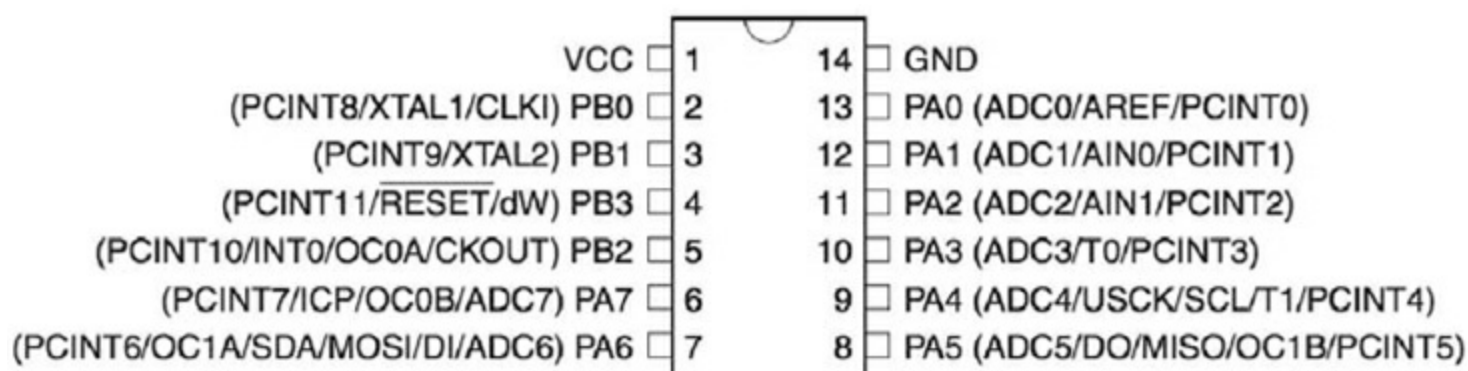 VCC 1 14 GND
(PCINT8/XTAL1/CLKI) PB0 2 13 PA0 (ADC0/AREF/PCINT0)
(PCINT9/XTAL2) PB1 3 12 PA1 (ADC1/AIN0/PCINT1)
(PCINT11/RESET/dW) PB3 4 11 PA2 (ADC2/AIN1/PCINT2)
(PCINT10/INT0/OC0A/CKOUT) PB2 5 10 PA3 (ADC3/T0/PCINT3)
(PCINT7/ICP/OC0B/ADC7) PA7 6 9 PA4 (ADC4/USCK/SCL/T1/PCINT4)
(PCINT6/OC1A/SDA/MOSI/DI/ADC6) PA6 7 8 PA5 (ADC5/DO/MISO/OC1B/PCINT5)